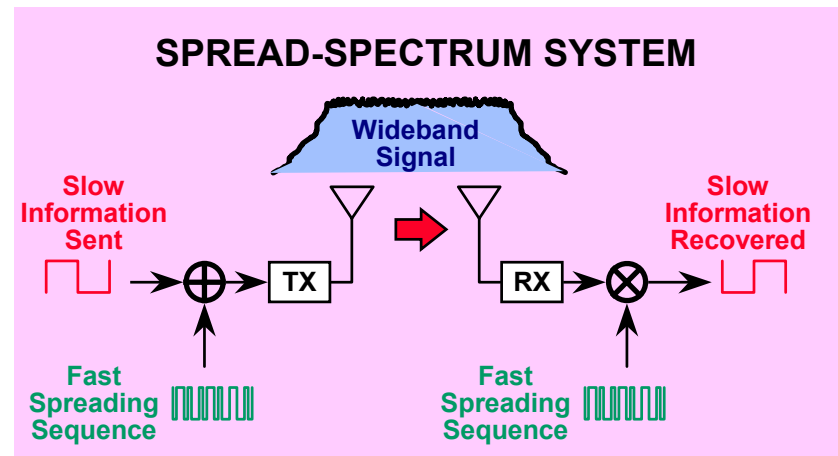 SPREAD-SPECTRUM SYSTEM
Wideband
Signal
Slow
Information
Sent
TX
RX
Slow
Information
Recovered
Fast
Spreading
Sequence
Fast
Spreading
Sequence